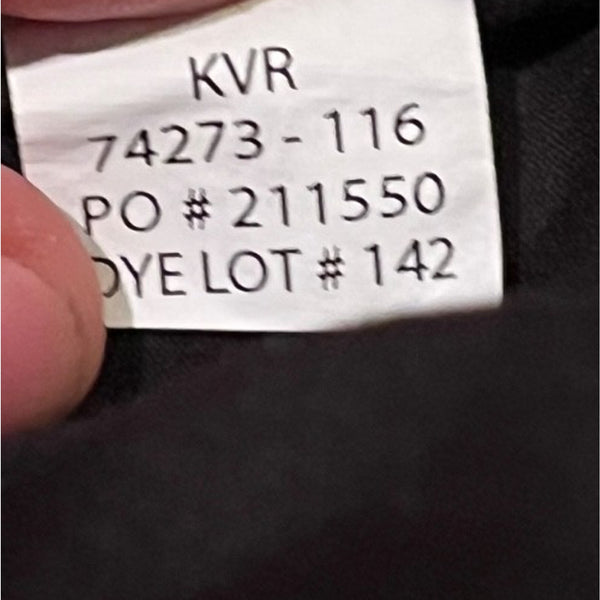 KVR
74273 - 116
PO # 211550
DYE LOT # 142